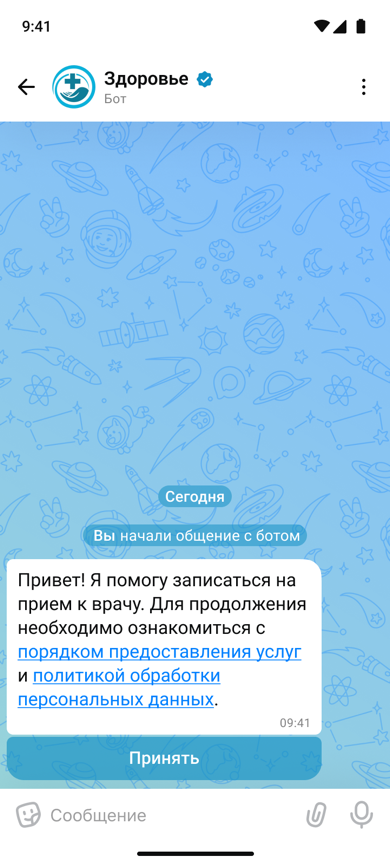 9:41
Здоровье
Бот
Сегодня
Вы начали общение с ботом
Привет! Я помогу записаться на
прием к врачу. Для продолжения
необходимо ознакомиться с
порядком предоставления услуг
и политикой обработки
персональных данных.
09:41
Принять
Сообщение